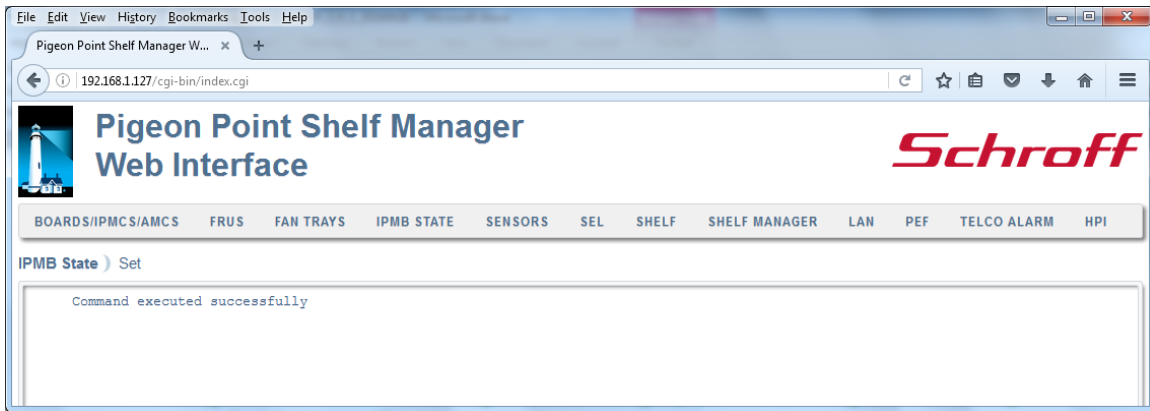 File Edit View History Bookmarks Tools Help
Pigeon Point Shelf Manager W... × +
192.168.1.127/cgi-bin/index.cgi
Pigeon Point Shelf Manager
Web Interface
Schroff
BOARDS/IPMCS/AMCS FRUS FAN TRAYS IPMB STATE SENSORS SEL SHELF SHELF MANAGER LAN PEF TELCO ALARM HPI
IPMB State ) Set
Command executed successfully